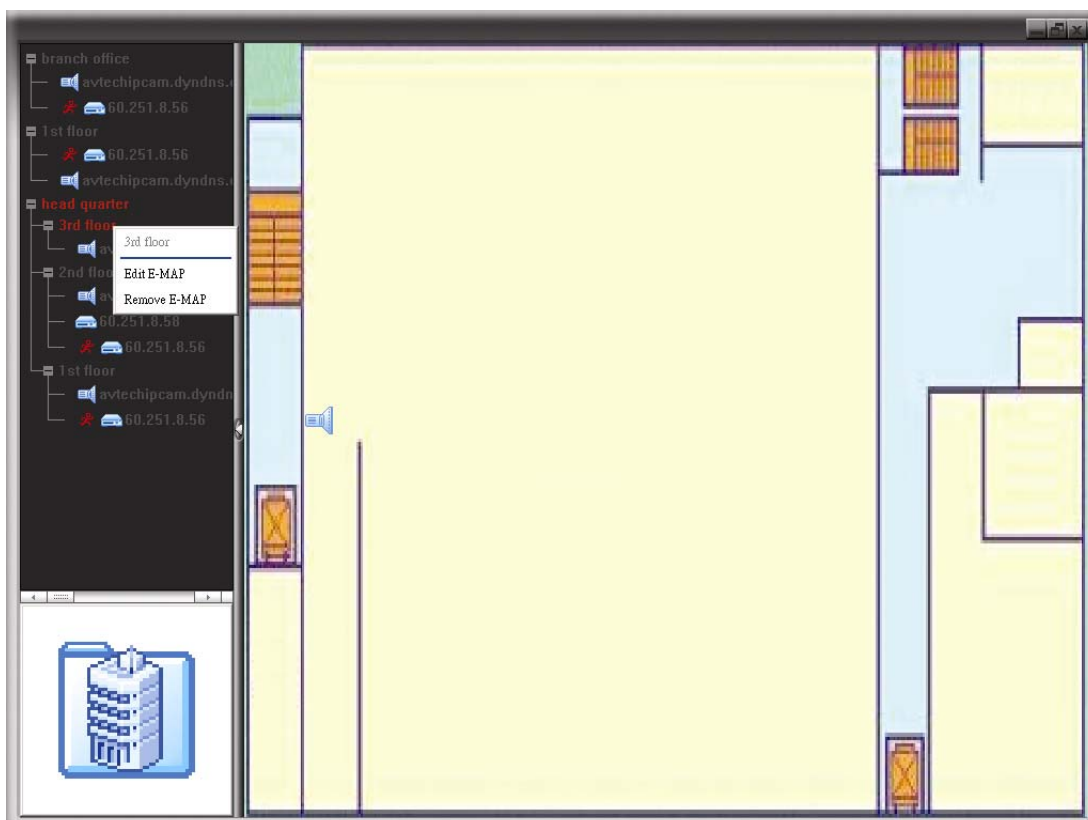 branch office
avtechipcam.dyndns.
60.251.8.56
1st floor
60.251.8.56
avtechipcam.dyndns.
head quarter
3rd floor
av
3rd floor
Edit E-MAP
Remove E-MAP
2nd floo
av
60.251.8.58
60.251.8.56
1st floor
avtechipcam.dyndn
60.251.8.56